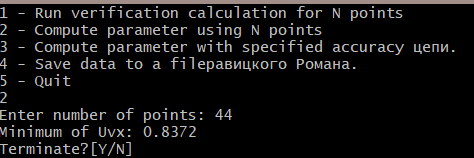 1 - Run verification calculation for N points
2 - Compute parameter using N points
3 - Compute parameter with specified accuracy цепи.
4 - Save data to a fileравицкого Романа.
5 - Quit
2
Enter number of points: 44
Minimum of Uvx: 0.8372
Terminate?[Y/N]